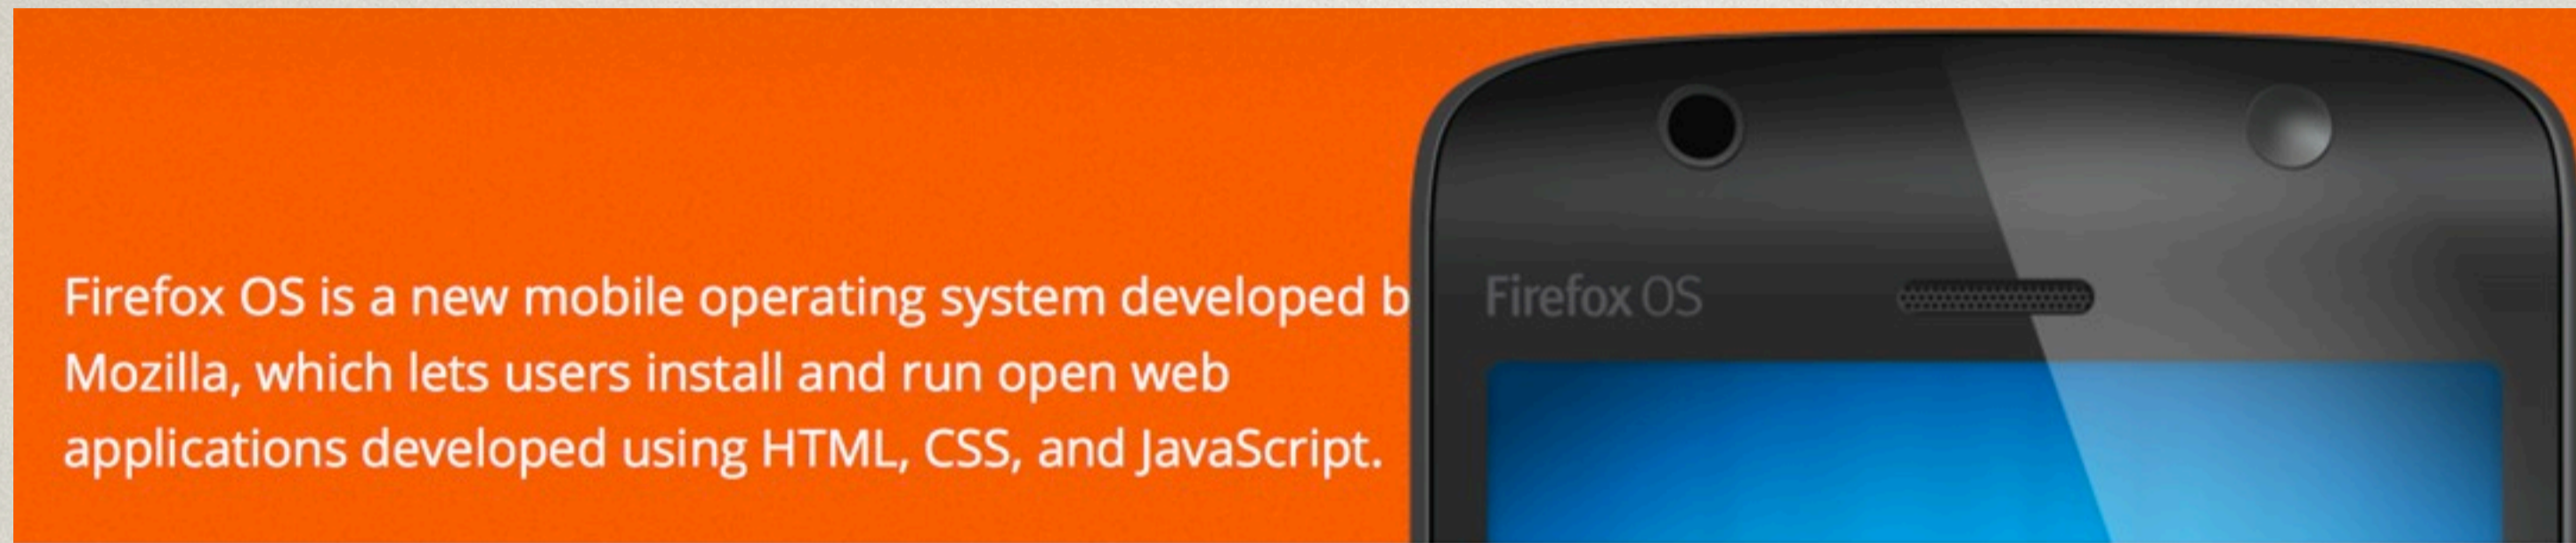 Firefox OS is a new mobile operating system developed b
Mozilla, which lets users install and run open web
applications developed using HTML, CSS, and JavaScript.
Firefox OS